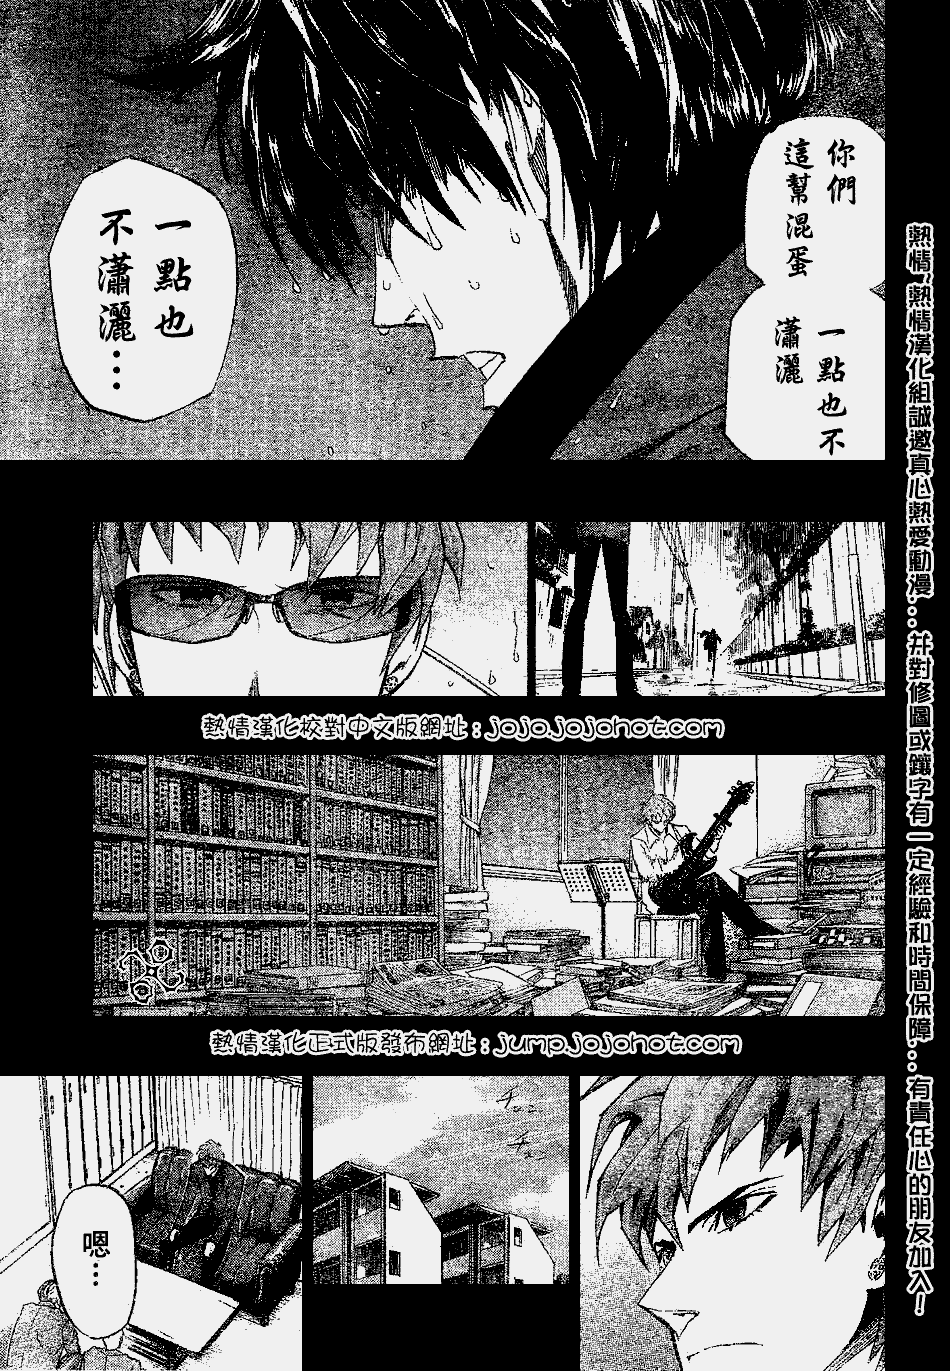 你們
這幫混蛋
一點也不
瀟灑
一點也
不瀟灑…
熱情漢化校對中文版網址：jojo.jojohot.com
熱情漢化正式版發布網址：jump.jojohot.com
嗯…
熱情，熱情漢化組誠邀真心熱愛動漫...并對修圖或鑲字有一定經驗和時間保障...有責任心的朋友加入！